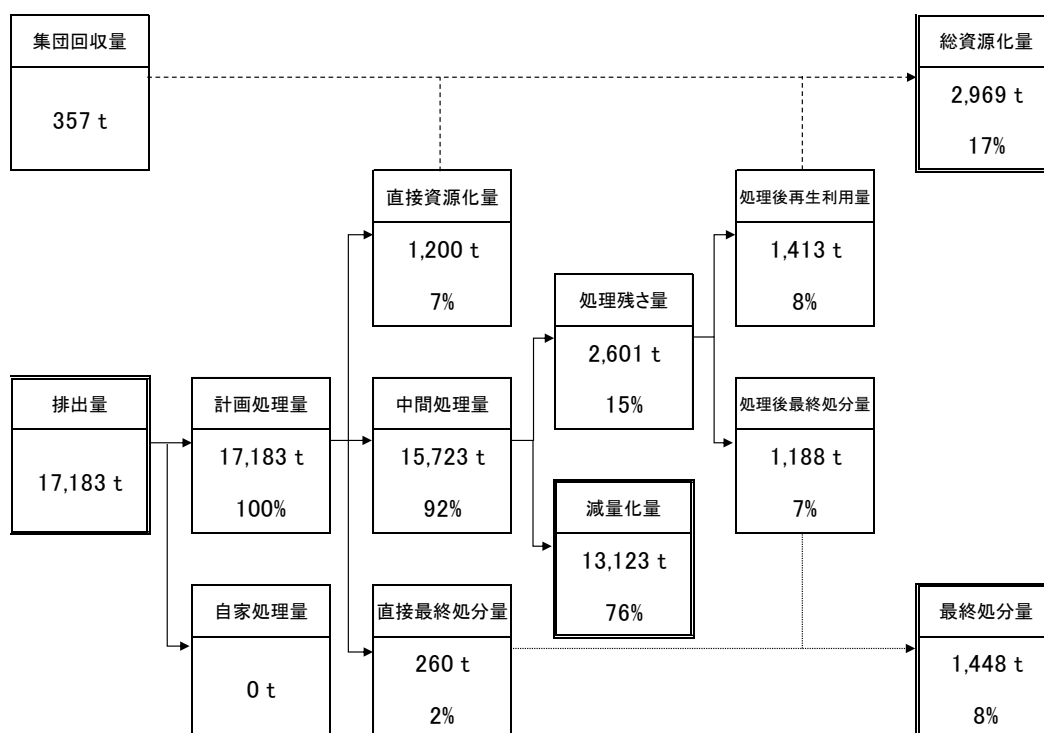 集団回収量
357 t
総資源化量
2,969 t
17%
直接資源化量
1,200 t
7%
処理後再生利用量
1,413 t
8%
処理残さ量
2,601 t
15%
排出量
17,183 t
計画処理量
17,183 t
100%
中間処理量
15,723 t
92%
処理後最終処分量
1,188 t
7%
減量化量
13,123 t
76%
自家処理量
0 t
直接最終処分量
260 t
2%
最終処分量
1,448 t
8%